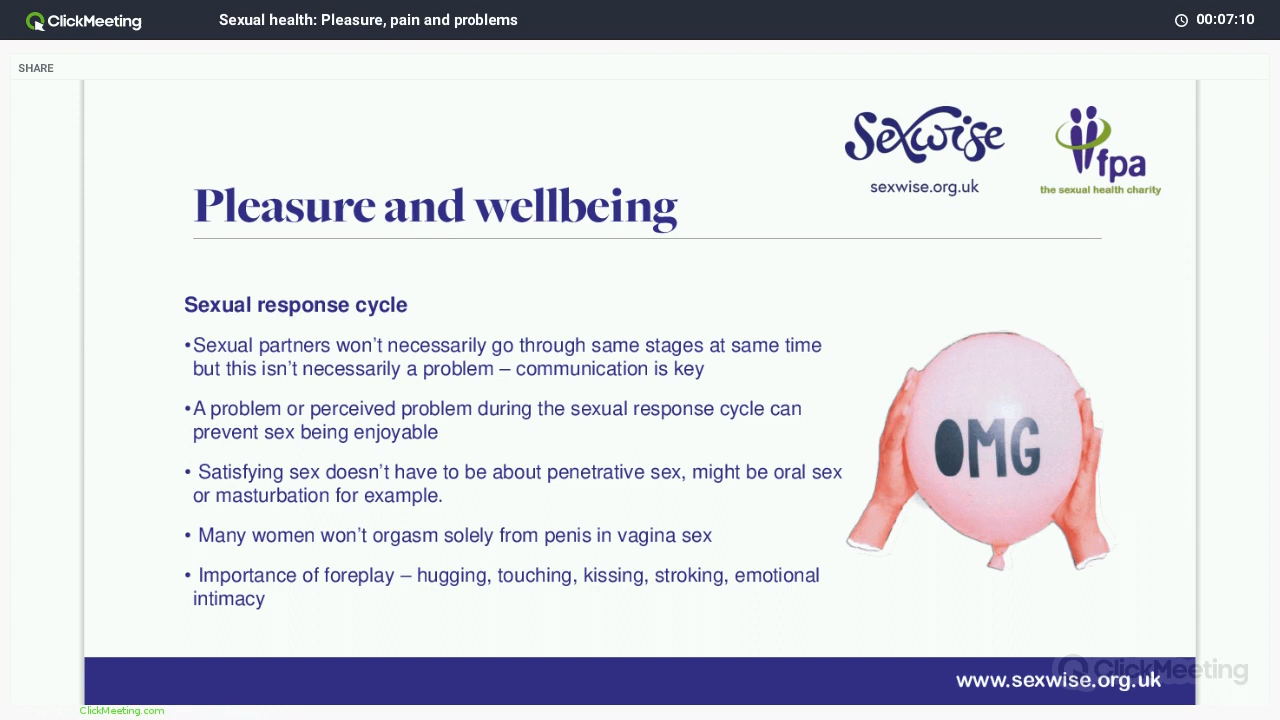 ClickMeeting
Sexual health: Pleasure, pain and problems
00:07:10
SHARE
Sexwise
sexwise.org.uk
fpa
the sexual health charity
Pleasure and wellbeing
Sexual response cycle
•Sexual partners won't necessarily go through same stages at same time
but this isn't necessarily a problem – communication is key
•A problem or perceived problem during the sexual response cycle can
prevent sex being enjoyable
• Satisfying sex doesn't have to be about penetrative sex, might be oral sex
or masturbation for example.
• Many women won't orgasm solely from penis in vagina sex
• Importance of foreplay – hugging, touching, kissing, stroking, emotional
intimacy
OMG
ClickMeeting
www.sexwise.org.uk
ClickMeeting.com